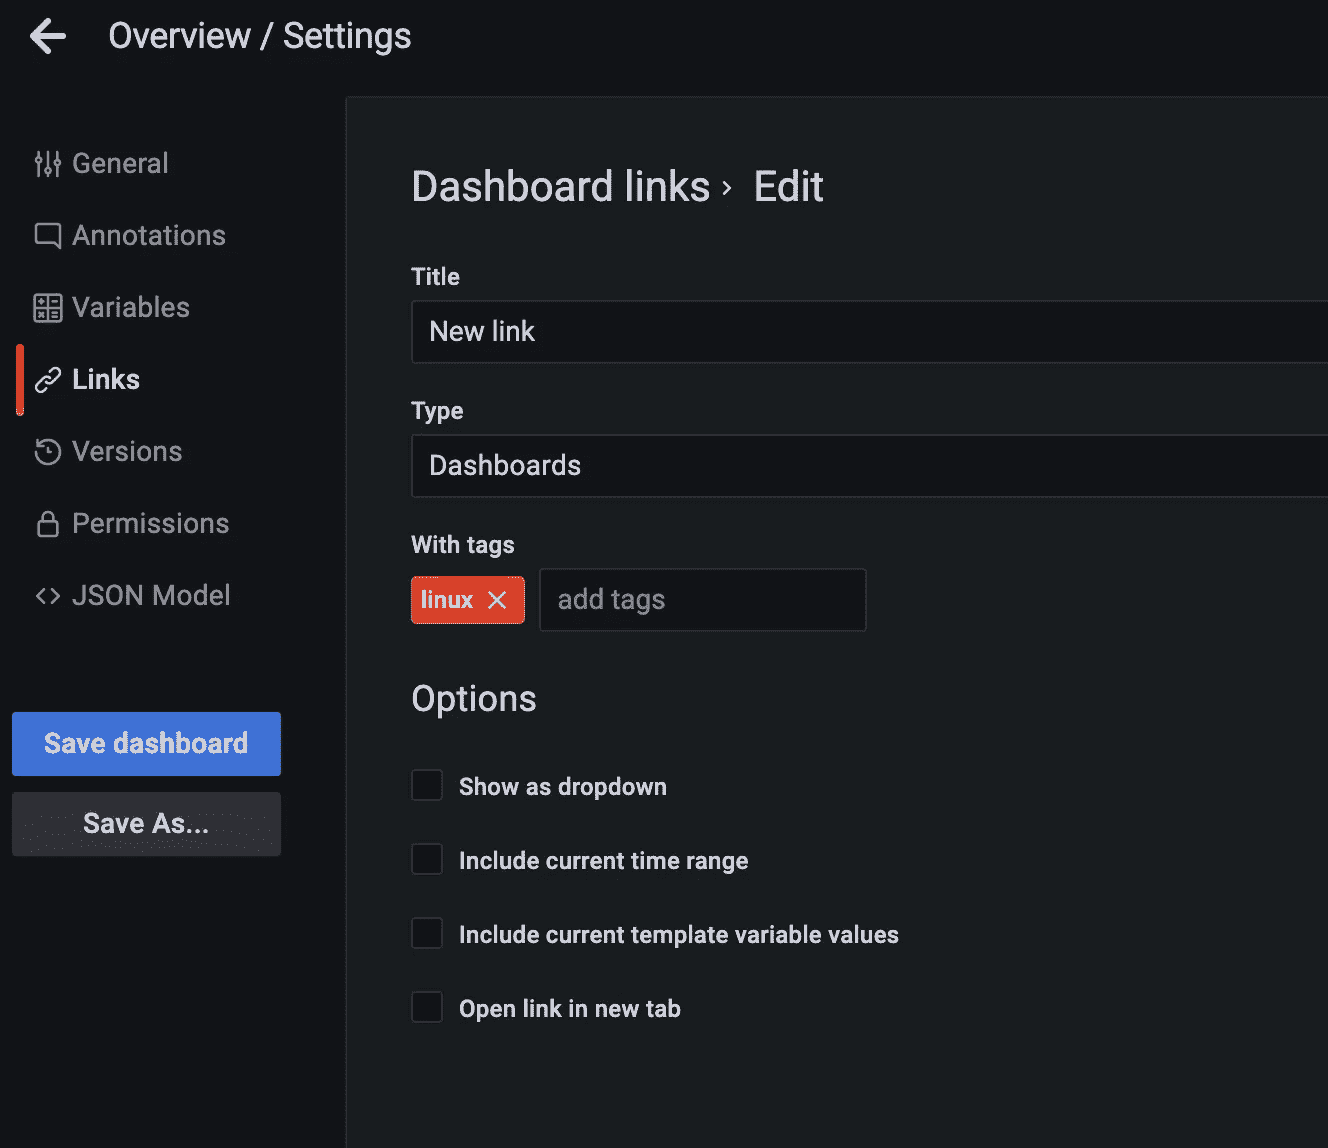 Overview / Settings
General
Annotations
Variables
Links
Versions
Permissions
JSON Model
Save dashboard
Save As...
Dashboard links › Edit
Title
New link
Type
Dashboards
With tags
linux
add tags
Options
Show as dropdown
Include current time range
Include current template variable values
Open link in new tab